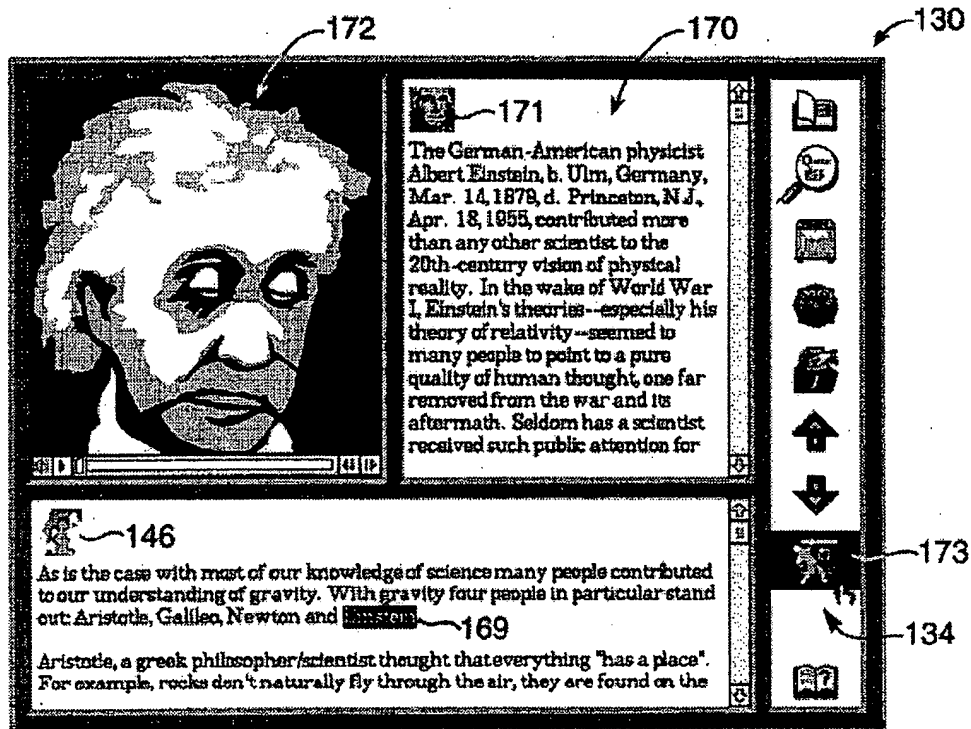 130
172
170
171
The German-American physicist
Albert Einstein, b. Ulm, Germany,
Mar. 14, 1879, d. Princeton, N.J.,
Apr. 18, 1955, contributed more
than any other scientist to the
20th-century vision of physical
reality. In the wake of World War
I, Einstein's theories--especially his
theory of relativity--seemed to
many people to point to a pure
quality of human thought, one far
removed from the war and its
aftermath. Seldom has a scientist
received such public attention for
146
As is the case with most of our knowledge of science many people contributed
to our understanding of gravity. With gravity four people in particular stand
out: Aristotle, Galileo, Newton and Einstein
169
Aristotle, a greek philosopher/scientist thought that everything "has a place".
For example, rocks don't naturally fly through the air, they are found on the
173
134
?